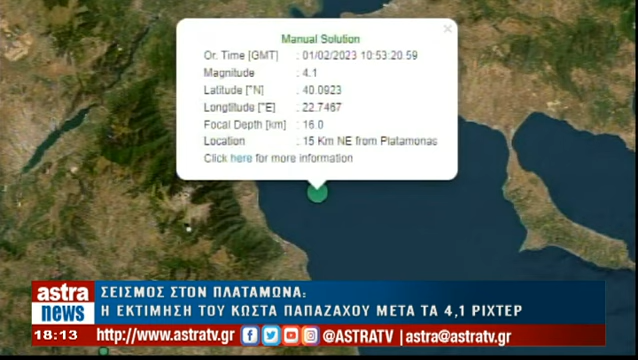 Manual Solution
×
Or. Time [GMT] : 01/02/2023 10:53:20.59
Magnitude : 4.1
Latitude [°N] : 40.0923
Longtitude [°E] : 22.7467
Focal Depth [km] : 16.0
Location : 15 Km NE from Platamonas
Click here for more information
astra
news
ΣΕΙΣΜΟΣ ΣΤΟΝ ΠΛΑΤΑΜΩΝΑ:
Η ΕΚΤΙΜΗΣΗ ΤΟΥ ΚΩΣΤΑ ΠΑΠΑΖΑΧΟΥ ΜΕΤΑ ΤΑ 4,1 ΡΙΧΤΕΡ
18:13 http://www.astratv.gr @ASTRATV | astra@astratv.gr